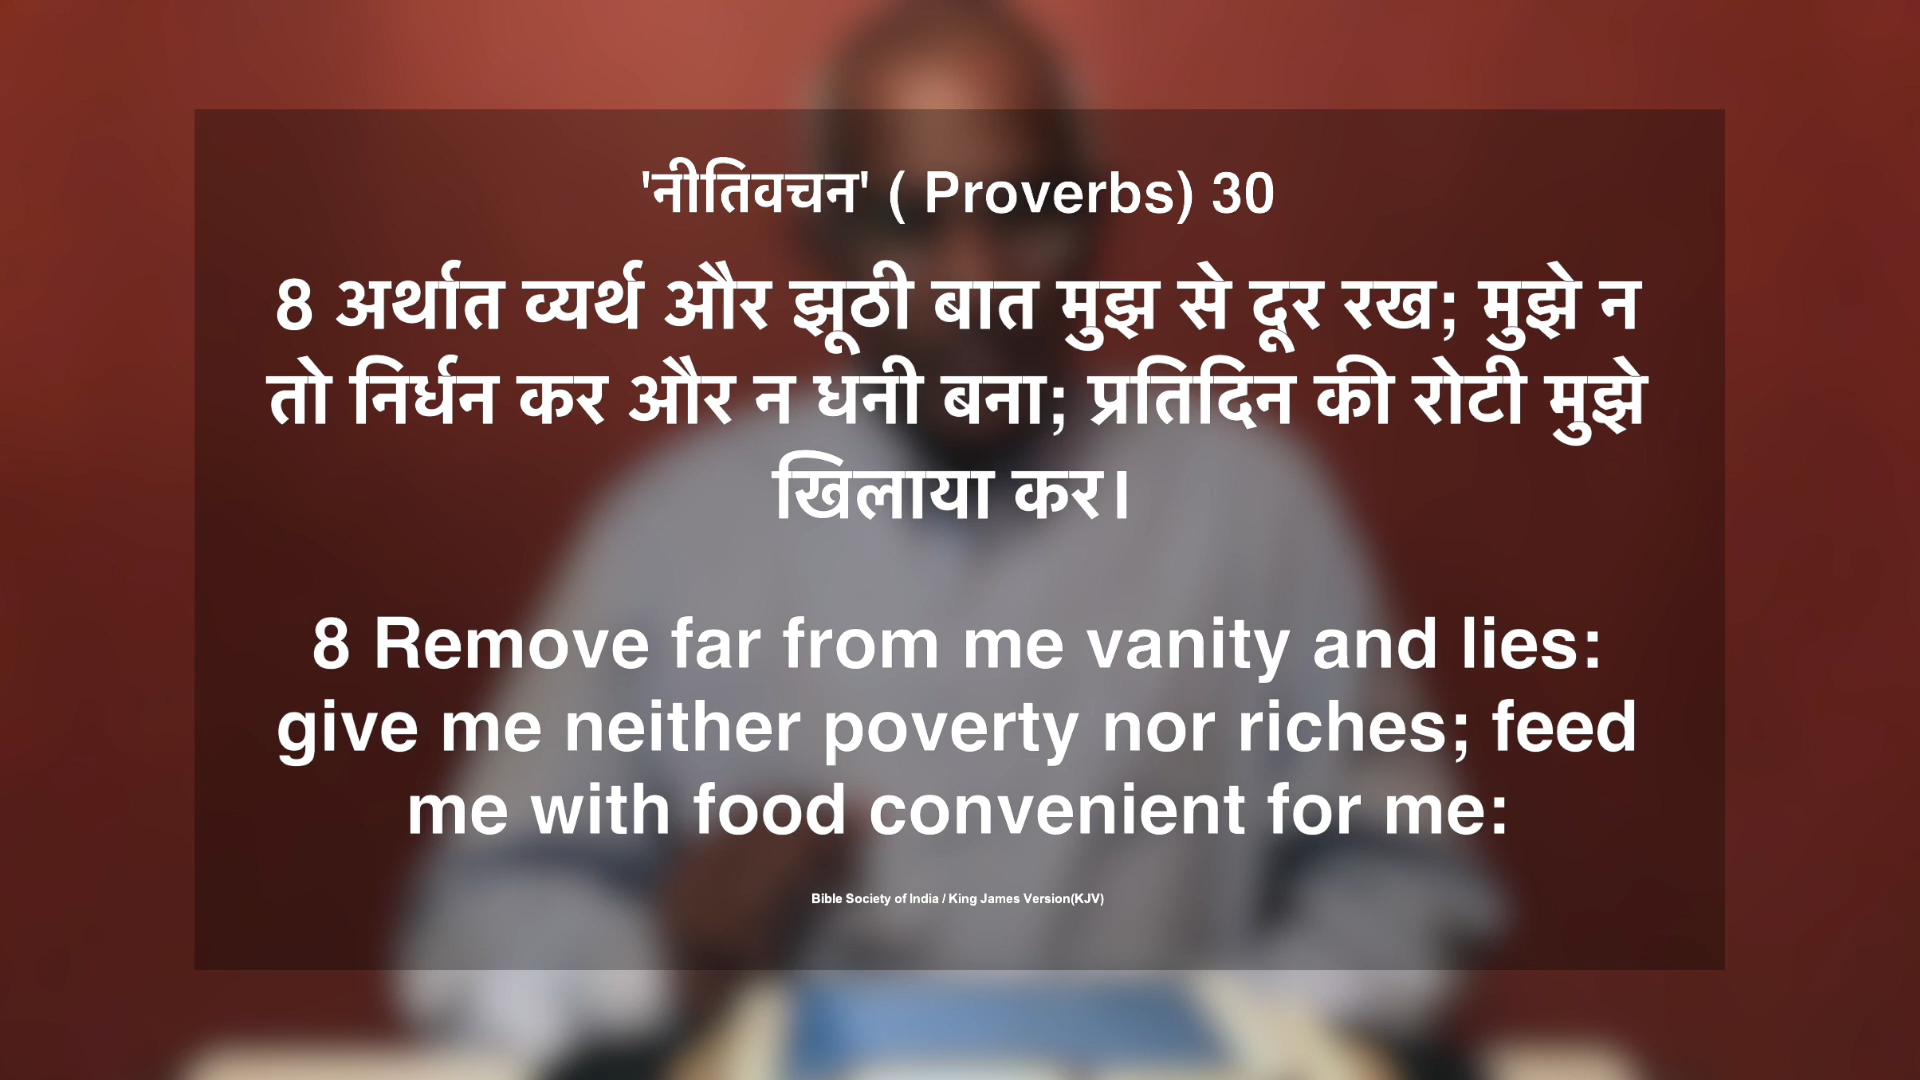 'नीतिवचन' ( Proverbs) 30
8 अर्थात व्यर्थ और झूठी बात मुझ से दूर रख; मुझे न
तो निर्धन कर और न धनी बना; प्रतिदिन की रोटी मुझे
खिलाया कर।
8 Remove far from me vanity and lies:
give me neither poverty nor riches; feed
me with food convenient for me:
Bible Society of India / King James Version(KJV)